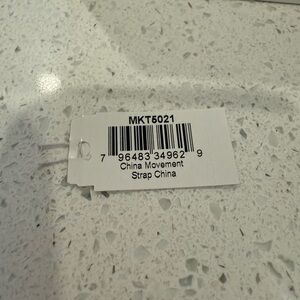 MKT5021
7 96483 34962 9
China Movement
Strap China